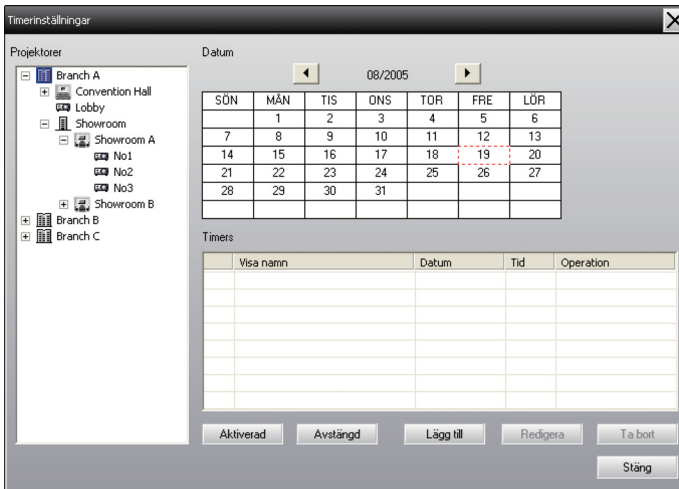 Timerinställningar
Projektorer
Branch A
Convention Hall
Lobby
Showroom
Showroom A
No1
No2
No3
Showroom B
Branch B
Branch C
Datum
08/2005
SÖN MÅN TIS ONS TOR FRE LÖR
1 2 3 4 5 6
7 8 9 10 11 12 13
14 15 16 17 18 19 20
21 22 23 24 25 26 27
28 29 30 31
Timers
Visa namn Datum Tid Operation
Aktiverad Avstängd Lägg till Redigera Ta bort
Stäng